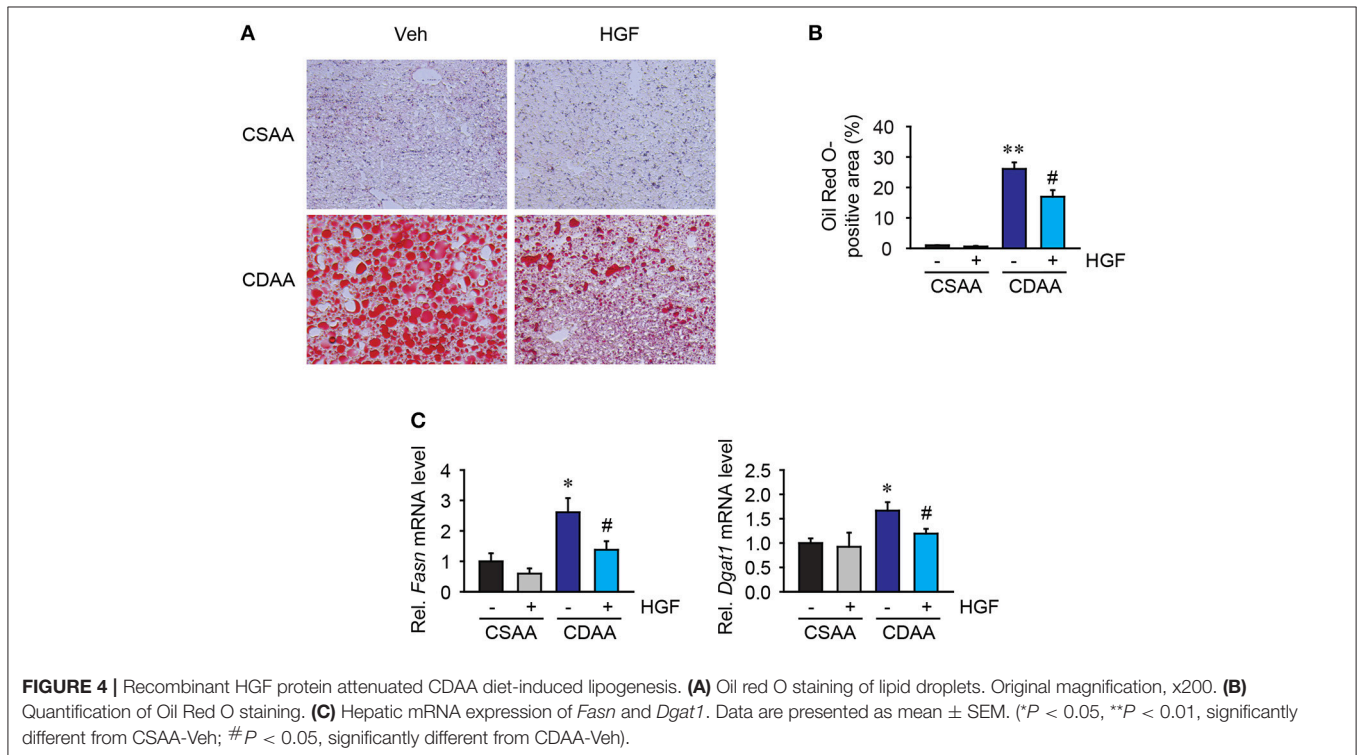 A
Veh HGF
CSAA
CDAA
B
Oil Red O-
positive area (%)
40
30
20
10
0
**
#
- + - + HGF
CSAA CDAA
C
Rel. Fasn mRNA level
4
3
2
1
0
*
#
- + - + HGF
CSAA CDAA
Rel. Dgat1 mRNA level
2.5
2.0
1.5
1.0
0.5
0.0
*
#
- + - + HGF
CSAA CDAA
FIGURE 4 | Recombinant HGF protein attenuated CDAA diet-induced lipogenesis. (A) Oil red O staining of lipid droplets. Original magnification, x200. (B)
Quantification of Oil Red O staining. (C) Hepatic mRNA expression of Fasn and Dgat1. Data are presented as mean ± SEM. (*P < 0.05, **P < 0.01, significantly
different from CSAA-Veh; #P < 0.05, significantly different from CDAA-Veh).